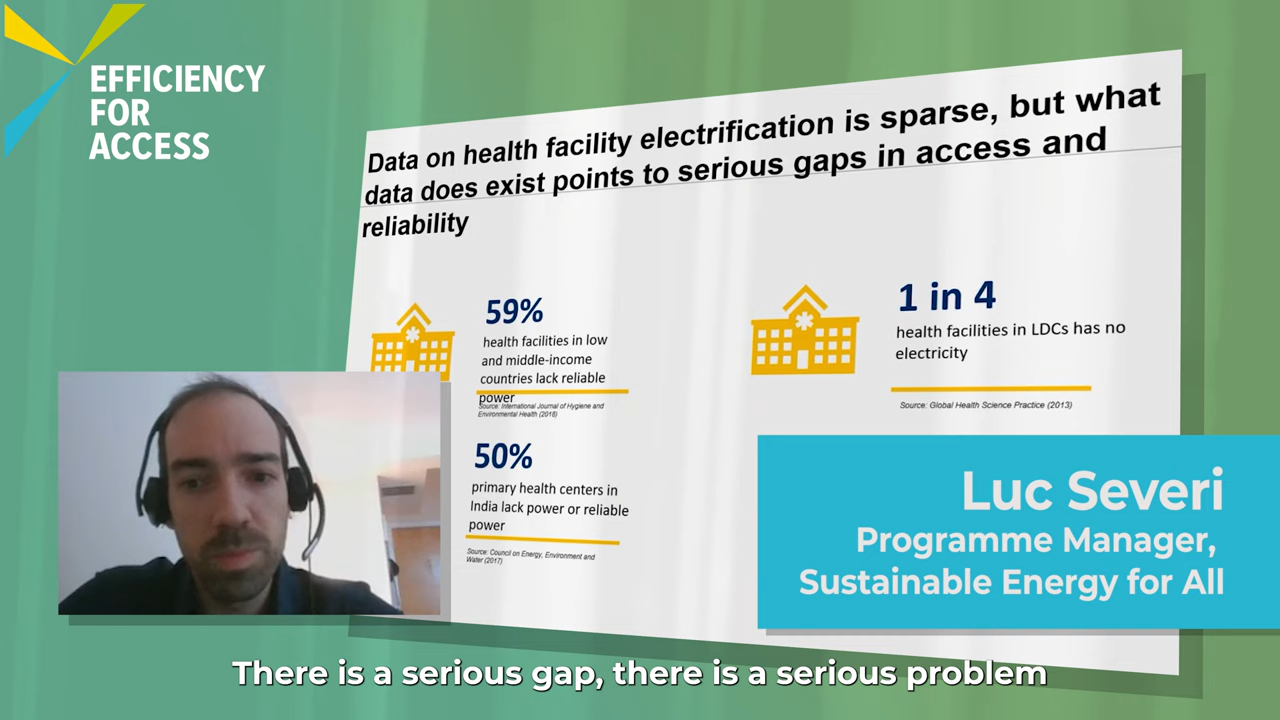 EFFICIENCY
FOR
ACCESS
Data on health facility electrification is sparse, but what
data does exist points to serious gaps in access and
reliability
59%
health facilities in low
and middle-income
countries lack reliable
power
Source: International Journal of Hygiene and
Environmental Health (2018)
50%
primary health centers in
India lack power or reliable
power
Source: Council on Energy, Environment and
Water (2017)
1 in 4
health facilities in LDCs has no
electricity
Source: Global Health Science Practice (2013)
Luc Severi
Programme Manager,
Sustainable Energy for All
There is a serious gap, there is a serious problem